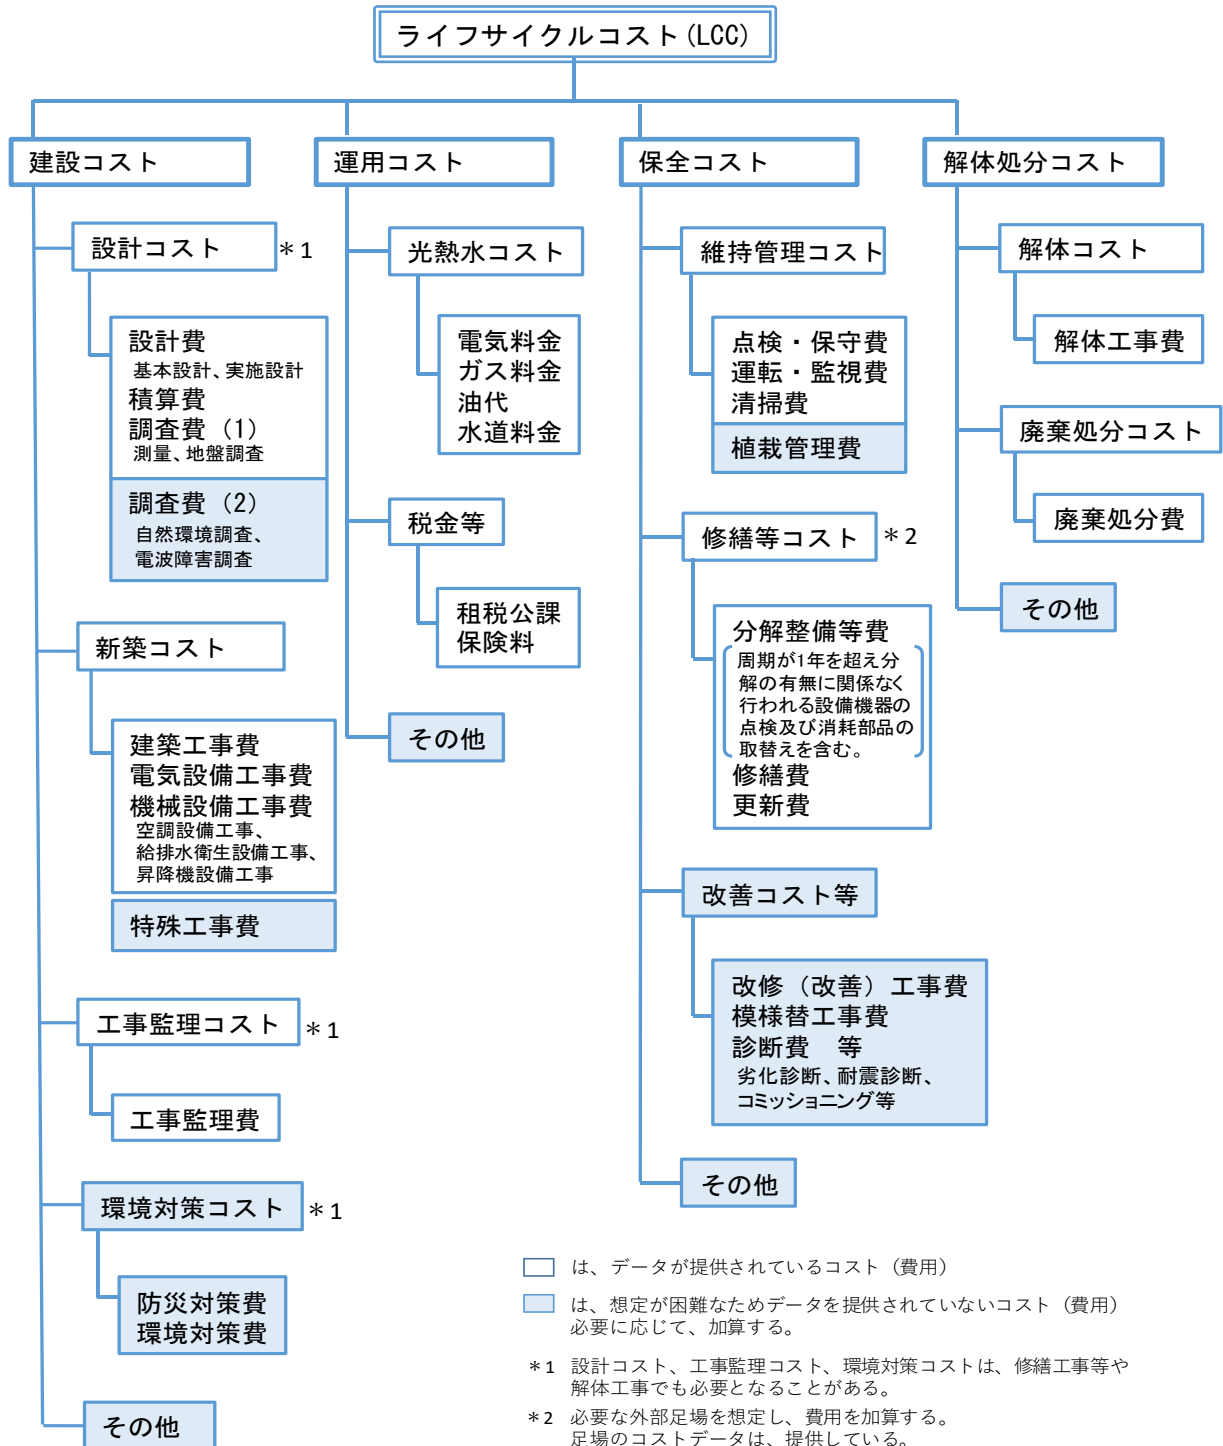 ライフサイクルコスト(LCC)
建設コスト
設計コスト
＊1
設計費
基本設計、実施設計
積算費
調査費（1）
測量、地盤調査
調査費（2）
自然環境調査、
電波障害調査
新築コスト
建築工事費
電気設備工事費
機械設備工事費
空調設備工事、
給排水衛生設備工事、
昇降機設備工事
特殊工事費
工事監理コスト
＊1
工事監理費
環境対策コスト
＊1
防災対策費
環境対策費
その他
運用コスト
光熱水コスト
電気料金
ガス料金
油代
水道料金
税金等
租税公課
保険料
その他
保全コスト
維持管理コスト
点検・保守費
運転・監視費
清掃費
植栽管理費
修繕等コスト
＊2
分解整備等費
周期が1年を超え分
解の有無に関係なく
行われる設備機器の
点検及び消耗部品の
取替えを含む。
修繕費
更新費
改善コスト等
改修（改善）工事費
模様替工事費
診断費　等
劣化診断、耐震診断、
コミッショニング等
その他
解体処分コスト
解体コスト
解体工事費
廃棄処分コスト
廃棄処分費
その他
は、データが提供されているコスト（費用）
は、想定が困難なためデータを提供されていないコスト（費用）
必要に応じて、加算する。
＊1 設計コスト、工事監理コスト、環境対策コストは、修繕工事等や
解体工事でも必要となることがある。
＊2 必要な外部足場を想定し、費用を加算する。
足場のコストデータは、提供している。